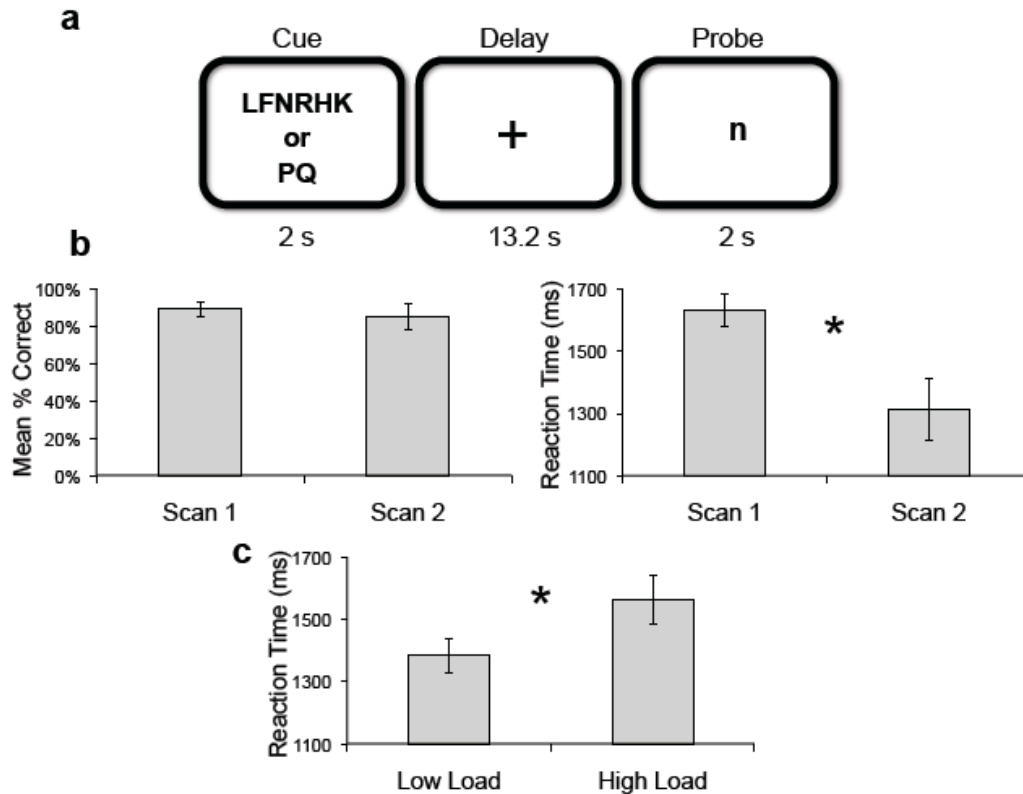 a
Cue Delay Probe
LFNRHK
or
PQ
+
n
2 s 13.2 s 2 s
b
Mean % Correct
100%
80%
60%
40%
20%
0%
Scan 1 Scan 2
Reaction Time (ms)
1700
1500
1300
1100
*
Scan 1 Scan 2
c
Reaction Time (ms)
1700
1500
1300
1100
*
Low Load High Load